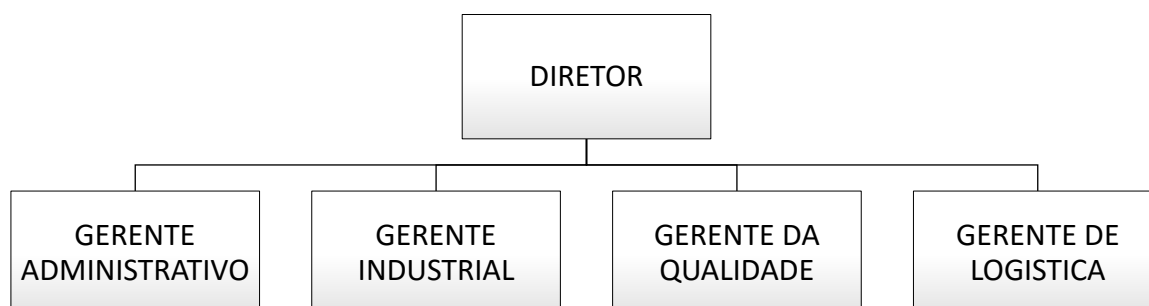 DIRETOR
GERENTE
ADMINISTRATIVO
GERENTE
INDUSTRIAL
GERENTE DA
QUALIDADE
GERENTE DE
LOGISTICA